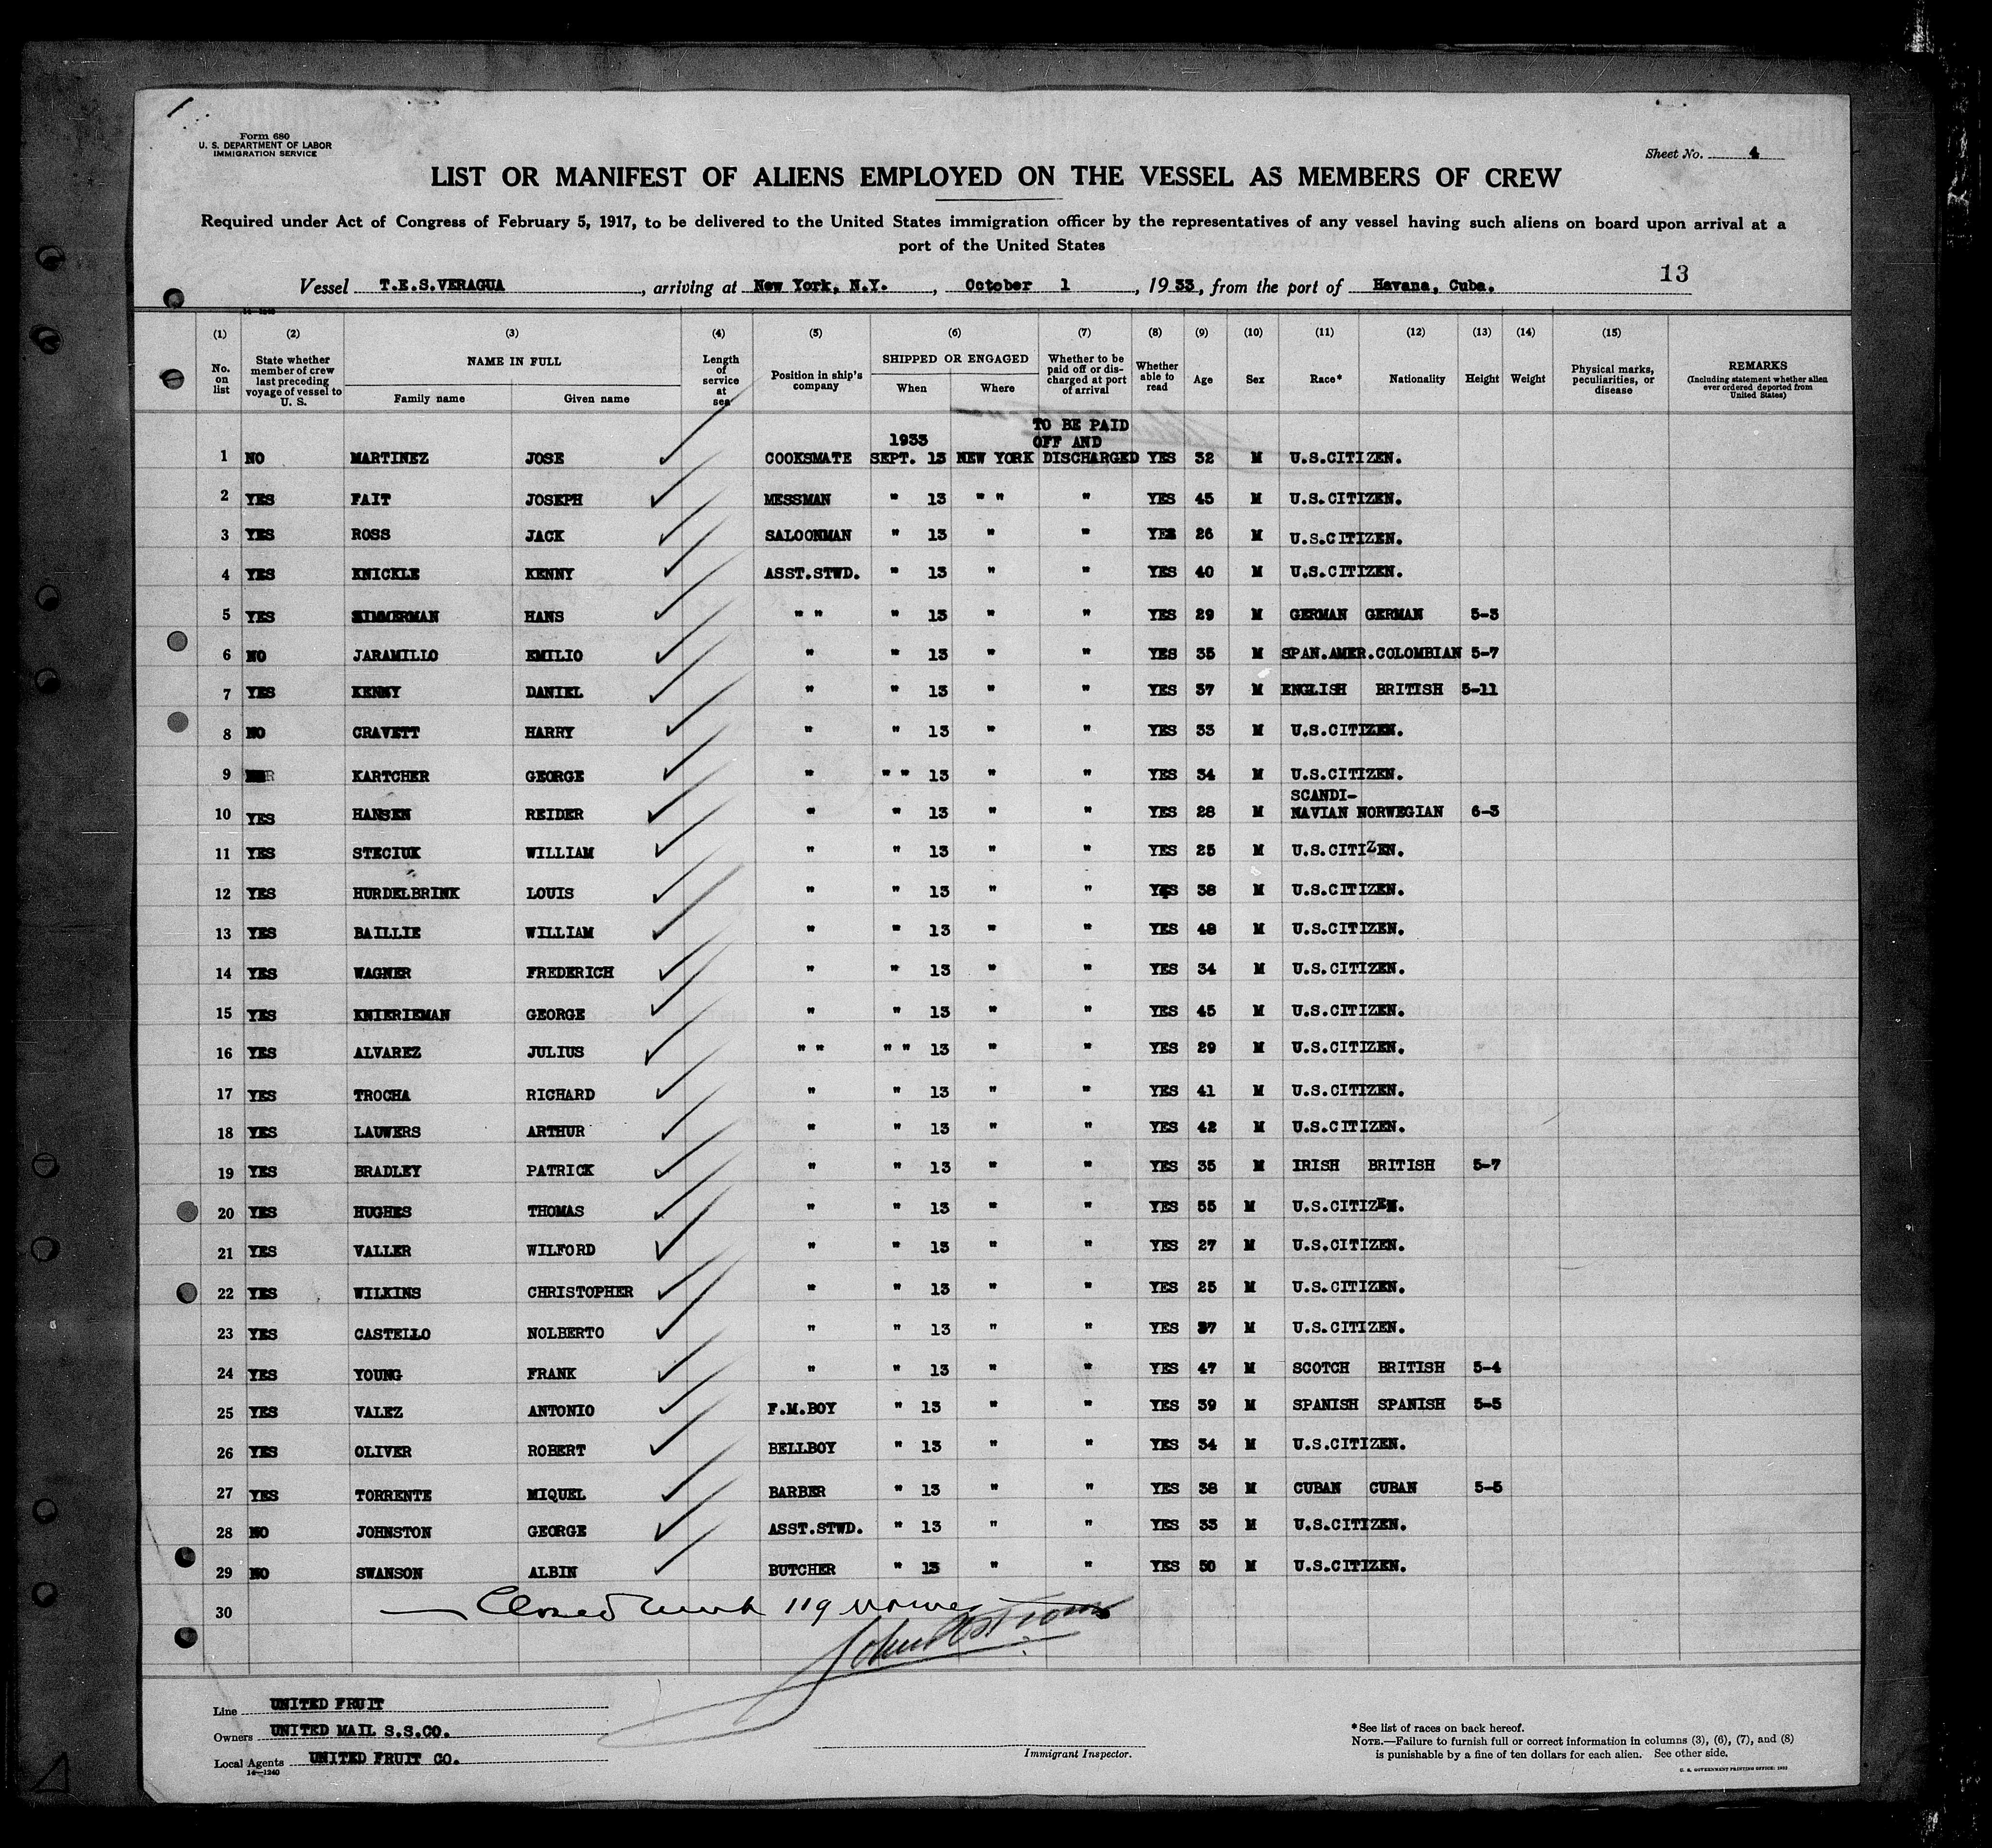 Form 680
U. S. DEPARTMENT OF LABOR
IMMIGRATION SERVICE
Sheet No. 4
LIST OR MANIFEST OF ALIENS EMPLOYED ON THE VESSEL AS MEMBERS OF CREW
Required under Act of Congress of February 5, 1917, to be delivered to the United States immigration officer by the representatives of any vessel having such aliens on board upon arrival at a
port of the United States
13
Vessel T.E.S.VERAGUA, arriving at New York, N.Y., October 1, 1933, from the port of Havana, Cuba.
(1) (2) (3) (4) (5) (6) (7) (8) (9) (10) (11) (12) (13) (14) (15)
No. on list State whether member of crew last preceding voyage of vessel to U. S. NAME IN FULL Family name Given name Length of service at sea Position in ship's company SHIPPED OR ENGAGED When Where Whether to be paid off or discharged at port of arrival Whether able to read Age Sex Race* Nationality Height Weight Physical marks, peculiarities, or disease REMARKS (Including statement whether alien ever ordered deported from United States)
1933 TO BE PAID OFF AND
1 NO MARTINEZ JOSE COOKSMATE SEPT. 13 NEW YORK DISCHARGED YES 32 M U.S.CITIZEN.
2 YES FAIT JOSEPH MESSMAN " 13 " " " YES 45 M U.S.CITIZEN.
3 YES ROSS JACK SALOONMAN " 13 " " YES 26 M U.S.CITIZEN.
4 YES KNICKLE KENNY ASST.STWD. " 13 " " YES 40 M U.S.CITIZEN.
5 YES ZIMMERMAN HANS " " " 13 " " YES 29 M GERMAN GERMAN 5-3
6 NO JARAMILLO EMILIO " " 13 " " YES 35 M SPAN.AMER.COLOMBIAN 5-7
7 YES KENNY DANIEL " " 13 " " YES 37 M ENGLISH BRITISH 5-11
8 NO CRAVETT HARRY " " 13 " " YES 33 M U.S.CITIZEN.
9 KARTCHER GEORGE " " " 13 " " YES 34 M U.S.CITIZEN.
10 YES HANSEN REIDER " " 13 " " YES 28 M SCANDI-NAVIAN NORWEGIAN 6-3
11 YES STECIUK WILLIAM " " 13 " " YES 25 M U.S.CITIZEN.
12 YES HURDELBRINK LOUIS " " 13 " " YES 38 M U.S.CITIZEN.
13 YES BAILLIE WILLIAM " " 13 " " YES 48 M U.S.CITIZEN.
14 YES WAGNER FREDERICH " " 13 " " YES 34 M U.S.CITIZEN.
15 YES KNIERIEMAN GEORGE " " 13 " " YES 45 M U.S.CITIZEN.
16 YES ALVAREZ JULIUS " " " " 13 " " YES 29 M U.S.CITIZEN.
17 YES TROCHA RICHARD " " 13 " " YES 41 M U.S.CITIZEN.
18 YES LAUWERS ARTHUR " " 13 " " YES 42 M U.S.CITIZEN.
19 YES BRADLEY PATRICK " " 13 " " YES 35 M IRISH BRITISH 5-7
20 YES HUGHES THOMAS " " 13 " " YES 55 M U.S.CITIZEN.
21 YES VALLER WILFORD " " 13 " " YES 27 M U.S.CITIZEN.
22 YES WILKINS CHRISTOPHER " " 13 " " YES 25 M U.S.CITIZEN.
23 YES CASTELLO NOLBERTO " " 13 " " YES 37 M U.S.CITIZEN.
24 YES YOUNG FRANK " " 13 " " YES 47 M SCOTCH BRITISH 5-4
25 YES VALEZ ANTONIO F.M.BOY " 13 " " YES 39 M SPANISH SPANISH 5-5
26 YES OLIVER ROBERT BELLBOY " 13 " " YES 34 M U.S.CITIZEN.
27 YES TORRENTE MIQUEL BARBER " 13 " " YES 38 M CUBAN CUBAN 5-5
28 NO JOHNSTON GEORGE ASST.STWD. " 13 " " YES 33 M U.S.CITIZEN.
29 NO SWANSON ALBIN BUTCHER " 13 " " YES 50 M U.S.CITIZEN.
30 Closed 119
John
Line UNITED FRUIT
Owners UNITED MAIL S.S.CO.
Local Agents UNITED FRUIT CO.
14—1240
Immigrant Inspector.
*See list of races on back hereof.
NOTE.—Failure to furnish full or correct information in columns (3), (6), (7), and (8)
is punishable by a fine of ten dollars for each alien. See other side.
U. S. GOVERNMENT PRINTING OFFICE: 1932